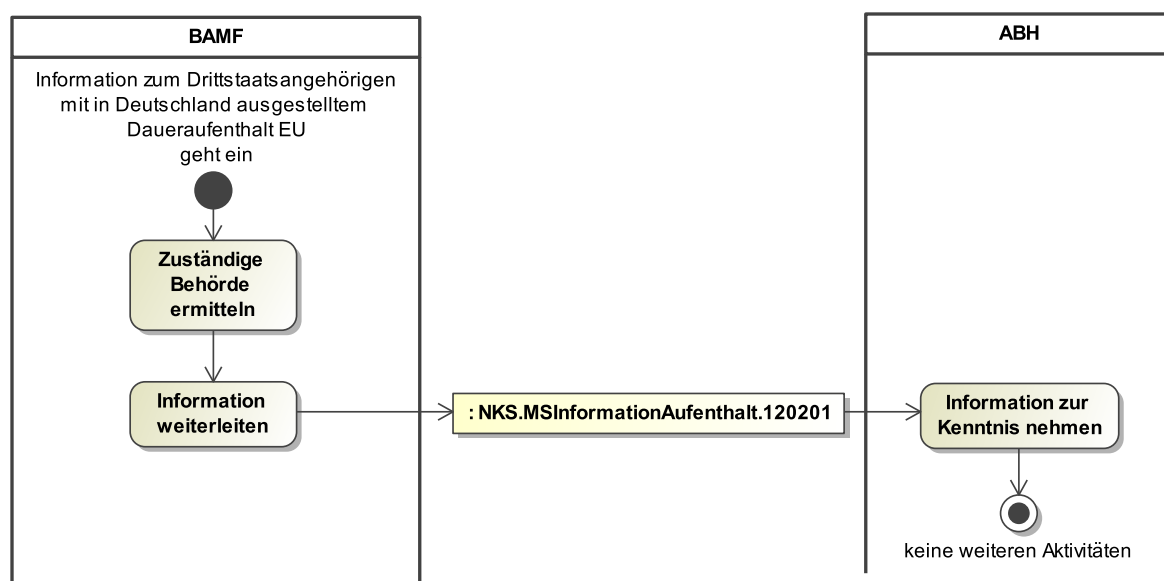 BAMF
Information zum Drittstaatsangehörigen
mit in Deutschland ausgestelltem
Daueraufenthalt EU
geht ein
Zuständige
Behörde
ermitteln
Information
weiterleiten
: NKS.MSInformationAufenthalt.120201
ABH
Information zur
Kenntnis nehmen
keine weiteren Aktivitäten